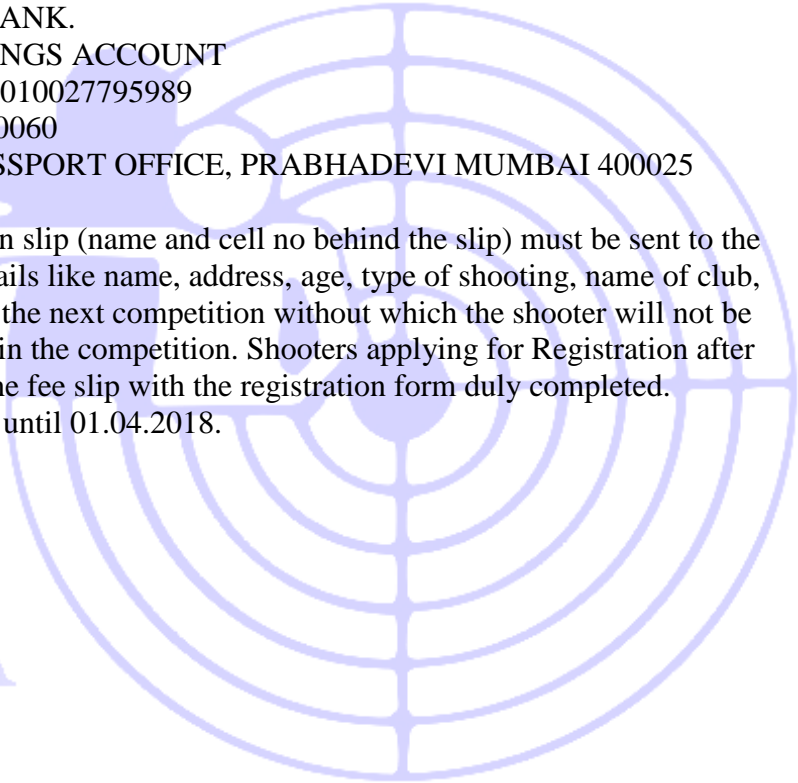 ANK.
NGS ACCOUNT
010027795989
0060
SSPORT OFFICE, PRABHADEVI MUMBAI 400025
n slip (name and cell no behind the slip) must be sent to the
ails like name, address, age, type of shooting, name of club,
the next competition without which the shooter will not be
in the competition. Shooters applying for Registration after
ne fee slip with the registration form duly completed.
until 01.04.2018.